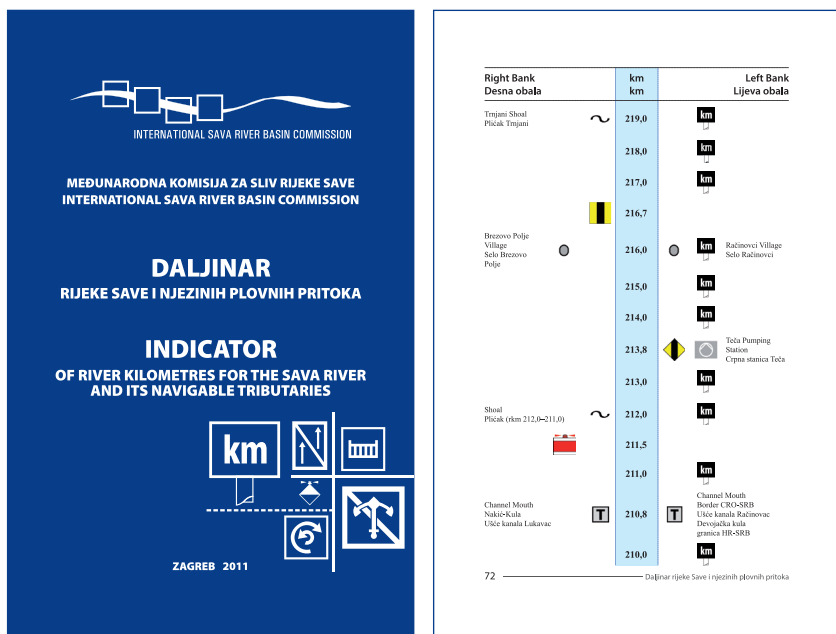 INTERNATIONAL SAVA RIVER BASIN COMMISSION
MEĐUNARODNA KOMISIJA ZA SLIV RIJEKE SAVE
INTERNATIONAL SAVA RIVER BASIN COMMISSION
DALJINAR
RIJEKE SAVE I NJEZINIH PLOVNIH PRITOKA
INDICATOR
OF RIVER KILOMETRES FOR THE SAVA RIVER
AND ITS NAVIGABLE TRIBUTARIES
km
ZAGREB 2011
Right Bank km Left Bank
Desna obala km Lijeva obala
Trnjani Shoal
Plićak Trnjani
219,0 km
218,0 km
217,0 km
216,7
Brezovo Polje
Village
Selo Brezovo
Polje
216,0 km
Račinovci Village
Selo Račinovci
215,0 km
214,0 km
213,8
Teča Pumping
Station
Crpna stanica Teča
213,0 km
Shoal
Plićak (rkm 212,0–211,0)
212,0 km
211,5
211,0 km
Channel Mouth
Nakić-Kula
Ušće kanala Lukavac
T 210,8 T
Channel Mouth
Border CRO-SRB
Ušće kanala Račinovac
Devojačka kula
granica HR-SRB
210,0 km
72 Daljinar rijeke Save i njezinih plovnih pritoka